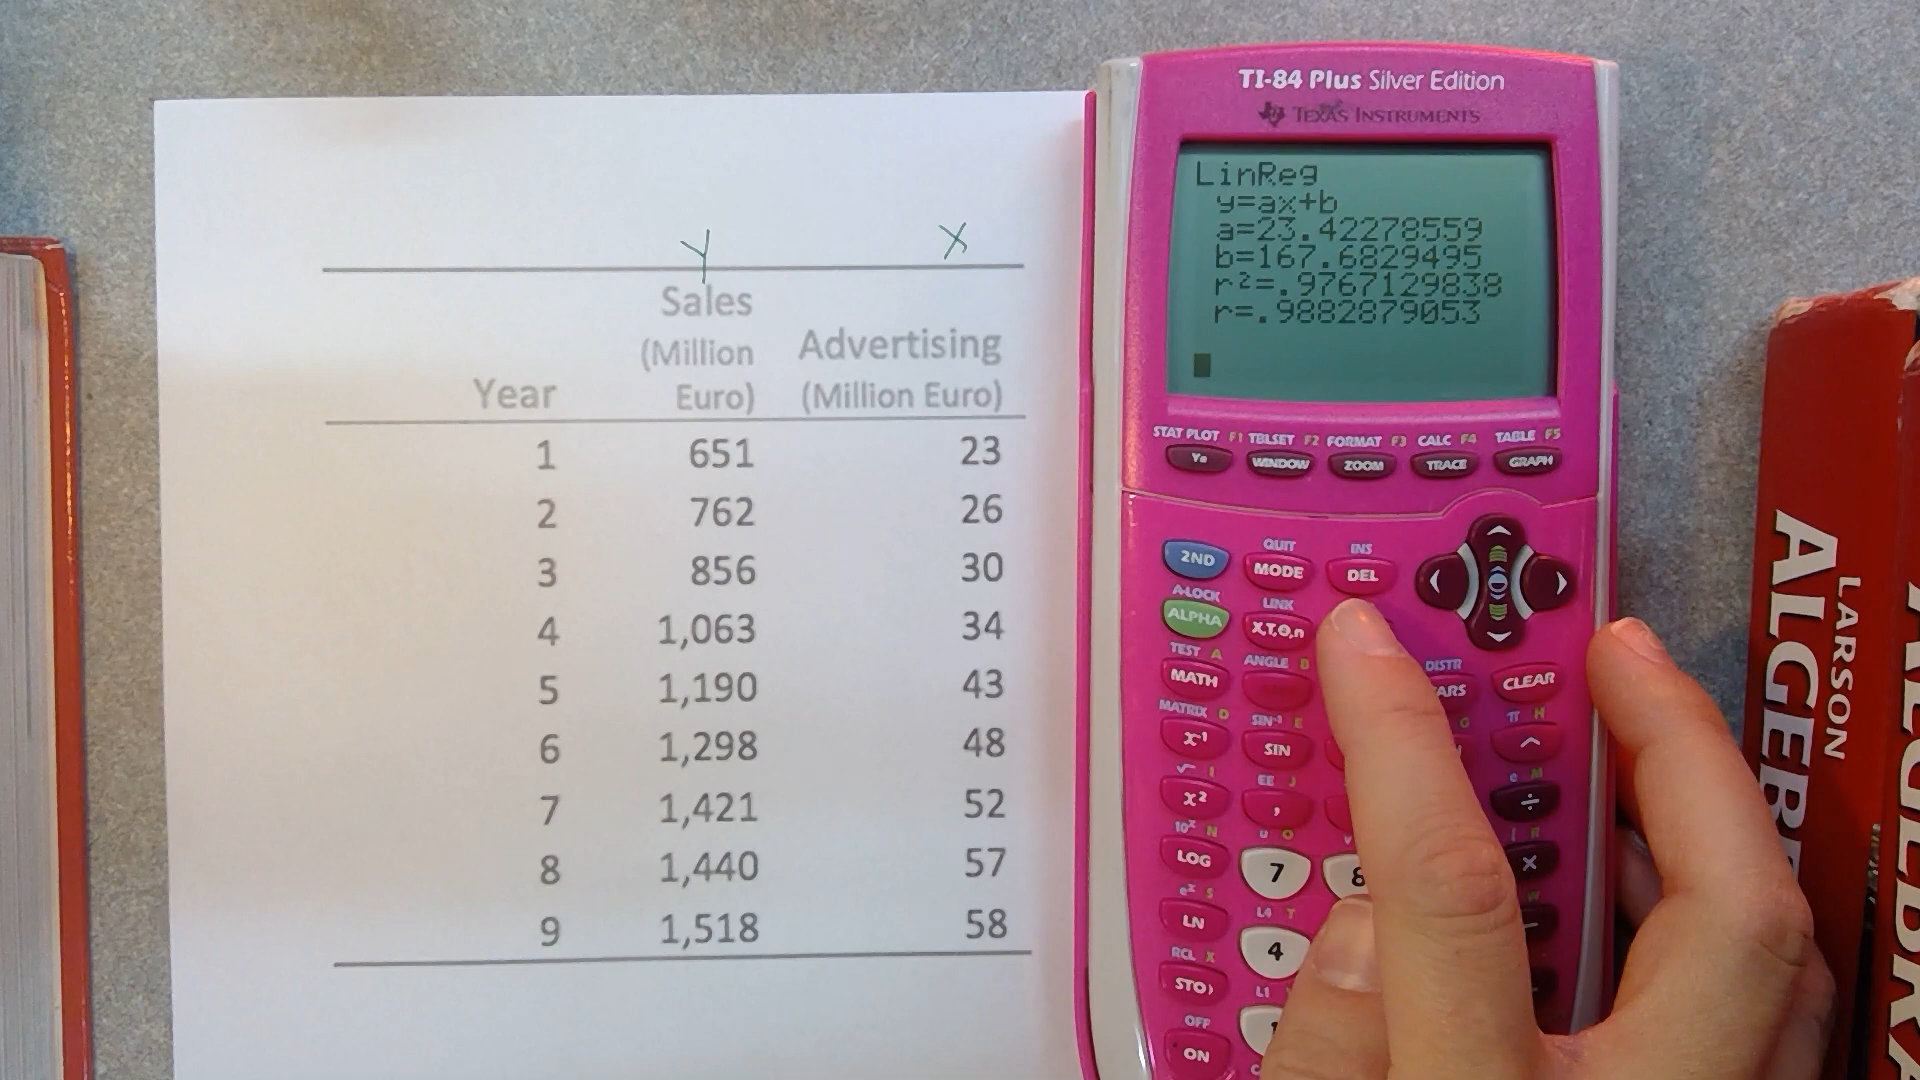 Y X
Sales
(Million Advertising
Year Euro) (Million Euro)
1 651 23
2 762 26
3 856 30
4 1,063 34
5 1,190 43
6 1,298 48
7 1,421 52
8 1,440 57
9 1,518 58
TI-84 Plus Silver Edition
TEXAS INSTRUMENTS
LinReg
y=ax+b
a=23.42278559
b=167.6829495
r²=.9767129838
r=.9882879053
STAT PLOT F1 TBLSET F2 FORMAT F3 CALC F4 TABLE F5
Y= WINDOW ZOOM TRACE GRAPH
QUIT INS
2ND MODE DEL
A-LOCK LINK
ALPHA X,T,Θ,n
TEST A ANGLE B DISTR
MATH CLEAR
MATRIX D SIN⁻¹ E G π H
x⁻¹ SIN ^
√ I EE J e M
x² , ÷
10ˣ N u O v R
LOG 7 8 ×
eˣ S L4 T W
LN 4 −
RCL X L1
STO▸
OFF
ON
LARSON
ALGEBR
ALGEBRA